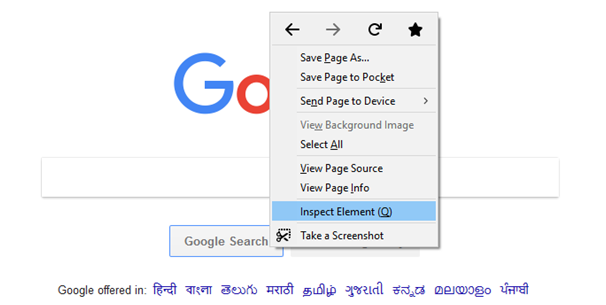 Save Page As...
Save Page to Pocket
Send Page to Device
View Background Image
Select All
View Page Source
View Page Info
Inspect Element (Q)
Google Search
Take a Screenshot
Google offered in: हिन्दी বাংলা తెలుగు मराठी தமிழ் ગુજરાતી ಕನ್ನಡ മലയാളം ਪੰਜਾਬੀ